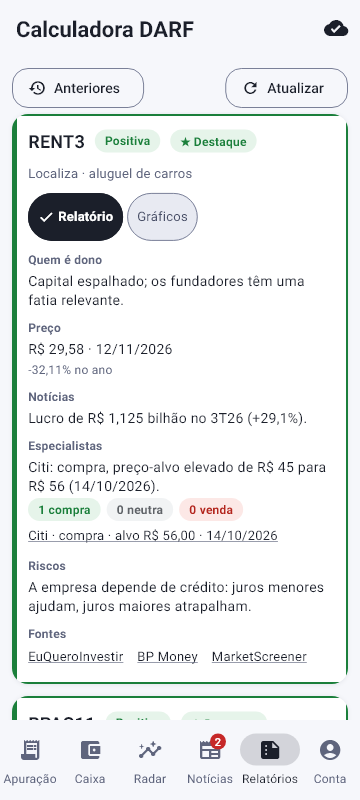 Calculadora DARF
Anteriores
Atualizar
RENT3
Positiva
★ Destaque
Localiza · aluguel de carros
Relatório
Gráficos
Quem é dono
Capital espalhado; os fundadores têm uma
fatia relevante.
Preço
R$ 29,58 · 12/11/2026
-32,11% no ano
Notícias
Lucro de R$ 1,125 bilhão no 3T26 (+29,1%).
Especialistas
Citi: compra, preço-alvo elevado de R$ 45 para
R$ 56 (14/10/2026).
1 compra
0 neutra
0 venda
Citi · compra · alvo R$ 56,00 · 14/10/2026
Riscos
A empresa depende de crédito: juros menores
ajudam, juros maiores atrapalham.
Fontes
EuQueroInvestir
BP Money
MarketScreener
2
Apuração
Caixa
Radar
Notícias
Relatórios
Conta